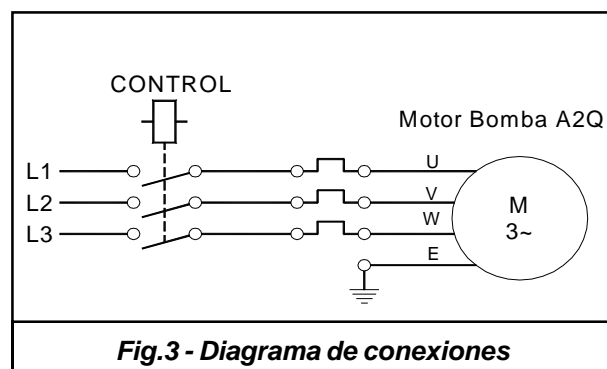 CONTROL
Motor Bomba A2Q
L1
U
L2
V
L3
W
M
3~
E
Fig.3 - Diagrama de conexiones